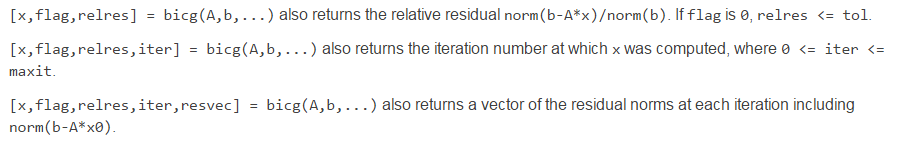 [x,flag,relres] = bicg(A,b,...) also returns the relative residual norm(b-A*x)/norm(b). If flag is 0, relres <= tol.
[x,flag,relres,iter] = bicg(A,b,...) also returns the iteration number at which x was computed, where 0 <= iter <=
maxit.
[x,flag,relres,iter,resvec] = bicg(A,b,...) also returns a vector of the residual norms at each iteration including
norm(b-A*x0).